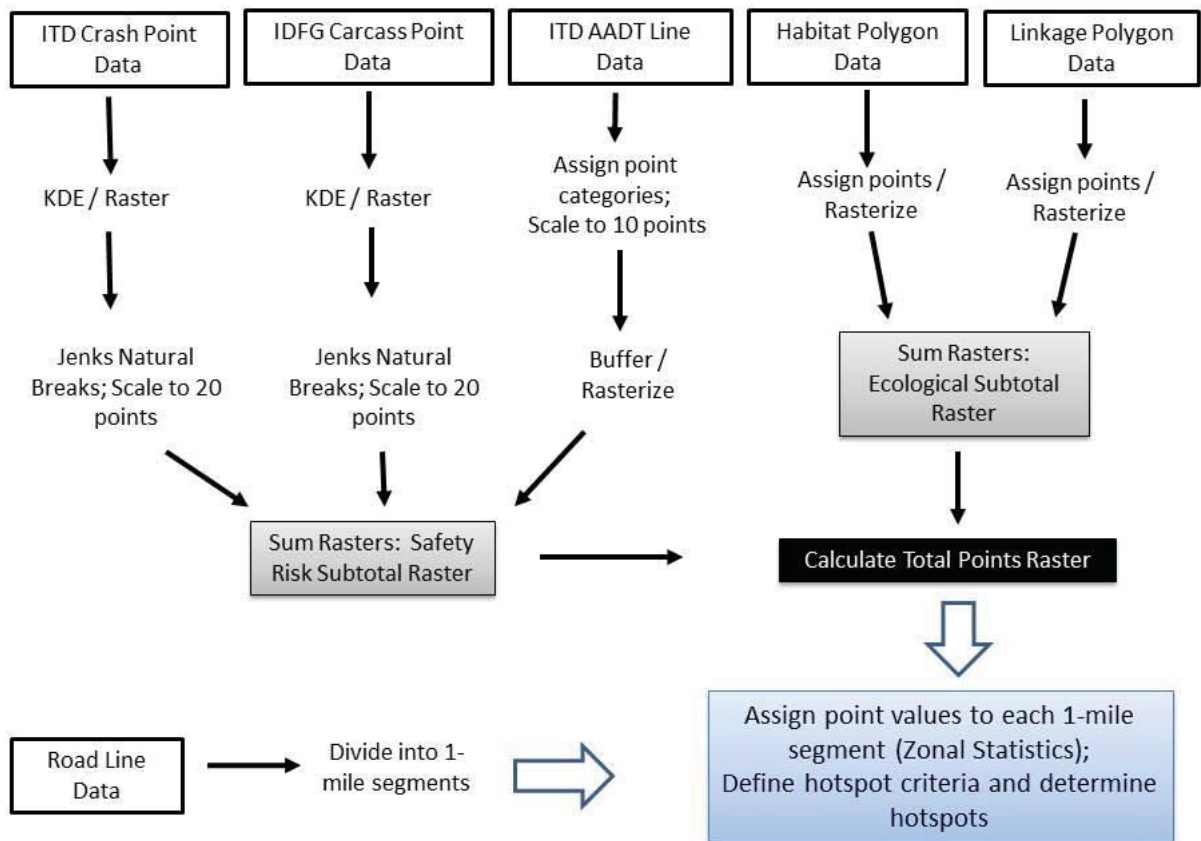 ITD Crash Point
Data
IDFG Carcass Point
Data
ITD AADT Line
Data
Habitat Polygon
Data
Linkage Polygon
Data
KDE / Raster
KDE / Raster
Assign point
categories;
Scale to 10 points
Assign points /
Rasterize
Assign points /
Rasterize
Jenks Natural
Breaks; Scale to 20
points
Jenks Natural
Breaks; Scale to 20
points
Buffer /
Rasterize
Sum Rasters:
Ecological Subtotal
Raster
Sum Rasters: Safety
Risk Subtotal Raster
Calculate Total Points Raster
Road Line
Data
Divide into 1-
mile segments
Assign point values to each 1-mile
segment (Zonal Statistics);
Define hotspot criteria and determine
hotspots